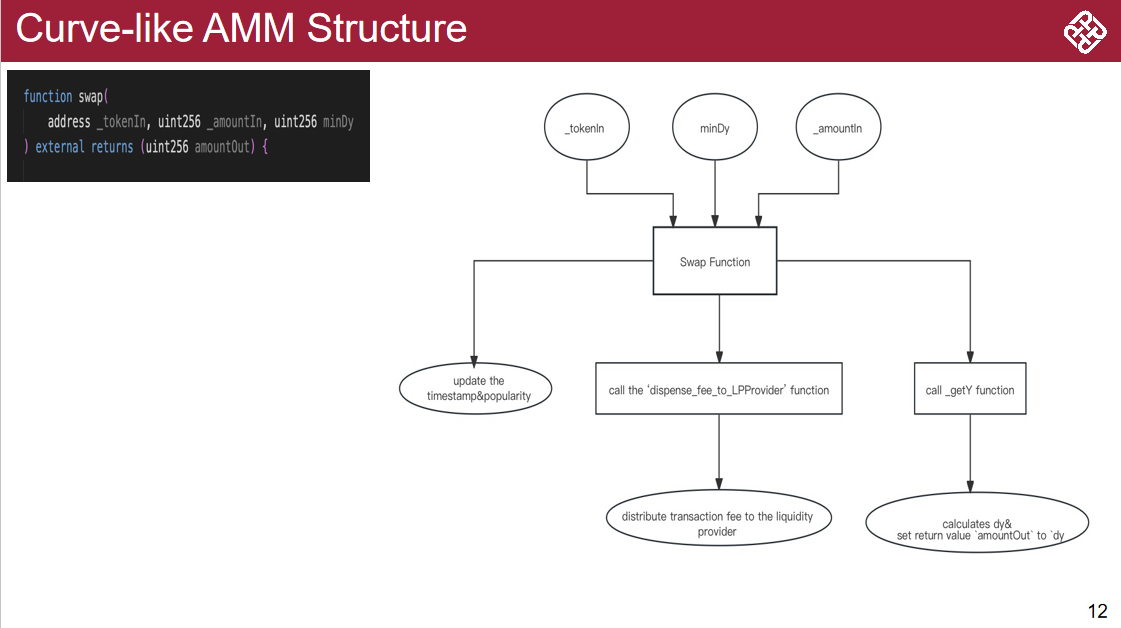 Curve-like AMM Structure
function swap(
address _tokenIn, uint256 _amountIn, uint256 minDy
) external returns (uint256 amountOut) {
_tokenIn
minDy
_amountIn
Swap Function
update the
timestamp&popularity
call the ‘dispense_fee_to_LPProvider’ function
call _getY function
distribute transaction fee to the liquidity
provider
calculates dy&
set return value `amountOut` to `dy
12